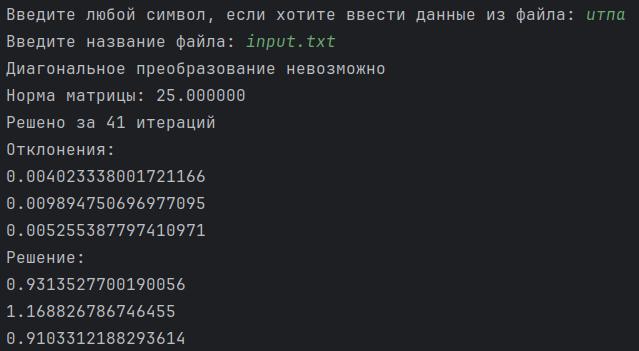 Введите любой символ, если хотите ввести данные из файла: итпа
Введите название файла: input.txt
Диагональное преобразование невозможно
Норма матрицы: 25.000000
Решено за 41 итераций
Отклонения:
0.004023338001721166
0.009894750696977095
0.005255387797410971
Решение:
0.9313527700190056
1.168826786746455
0.9103312188293614